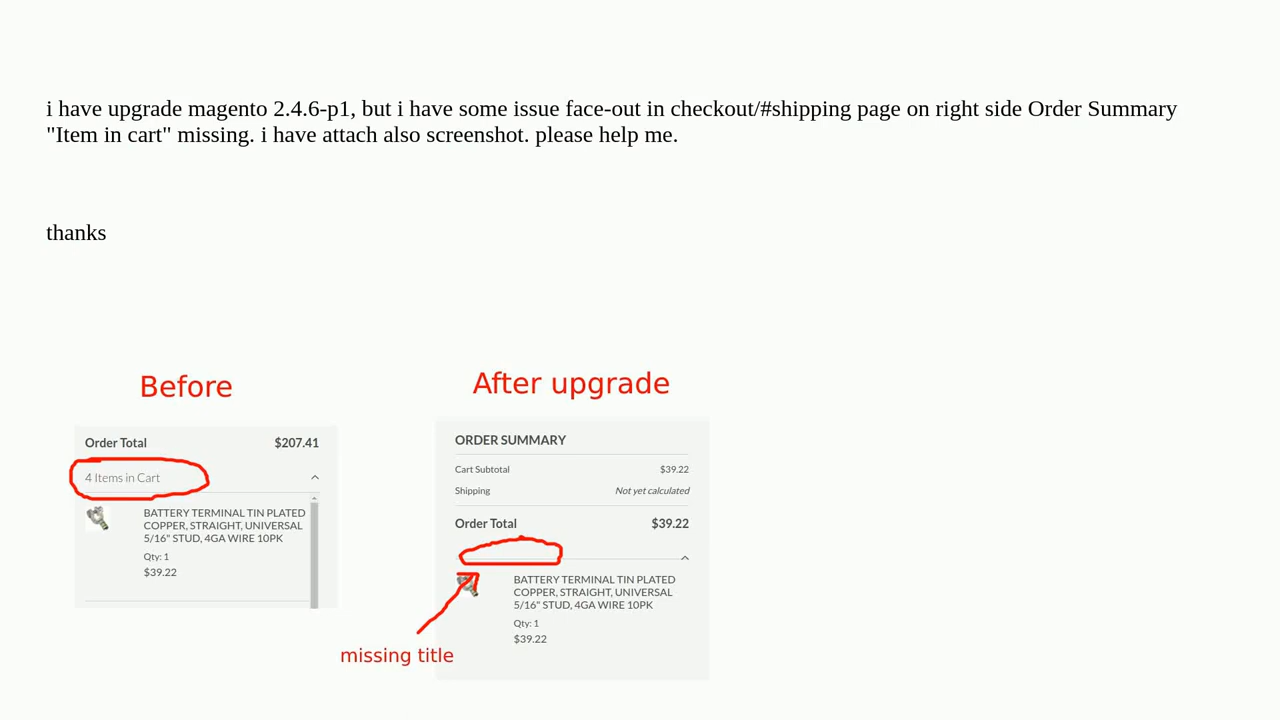 i have upgrade magento 2.4.6-p1, but i have some issue face-out in checkout/#shipping page on right side Order Summary
"Item in cart" missing. i have attach also screenshot. please help me.
thanks
Before
Order Total $207.41
4 Items in Cart
BATTERY TERMINAL TIN PLATED
COPPER, STRAIGHT, UNIVERSAL
5/16" STUD, 4GA WIRE 10PK
Qty: 1
$39.22
After upgrade
ORDER SUMMARY
Cart Subtotal $39.22
Shipping Not yet calculated
Order Total $39.22
BATTERY TERMINAL TIN PLATED
COPPER, STRAIGHT, UNIVERSAL
5/16" STUD, 4GA WIRE 10PK
Qty: 1
$39.22
missing title